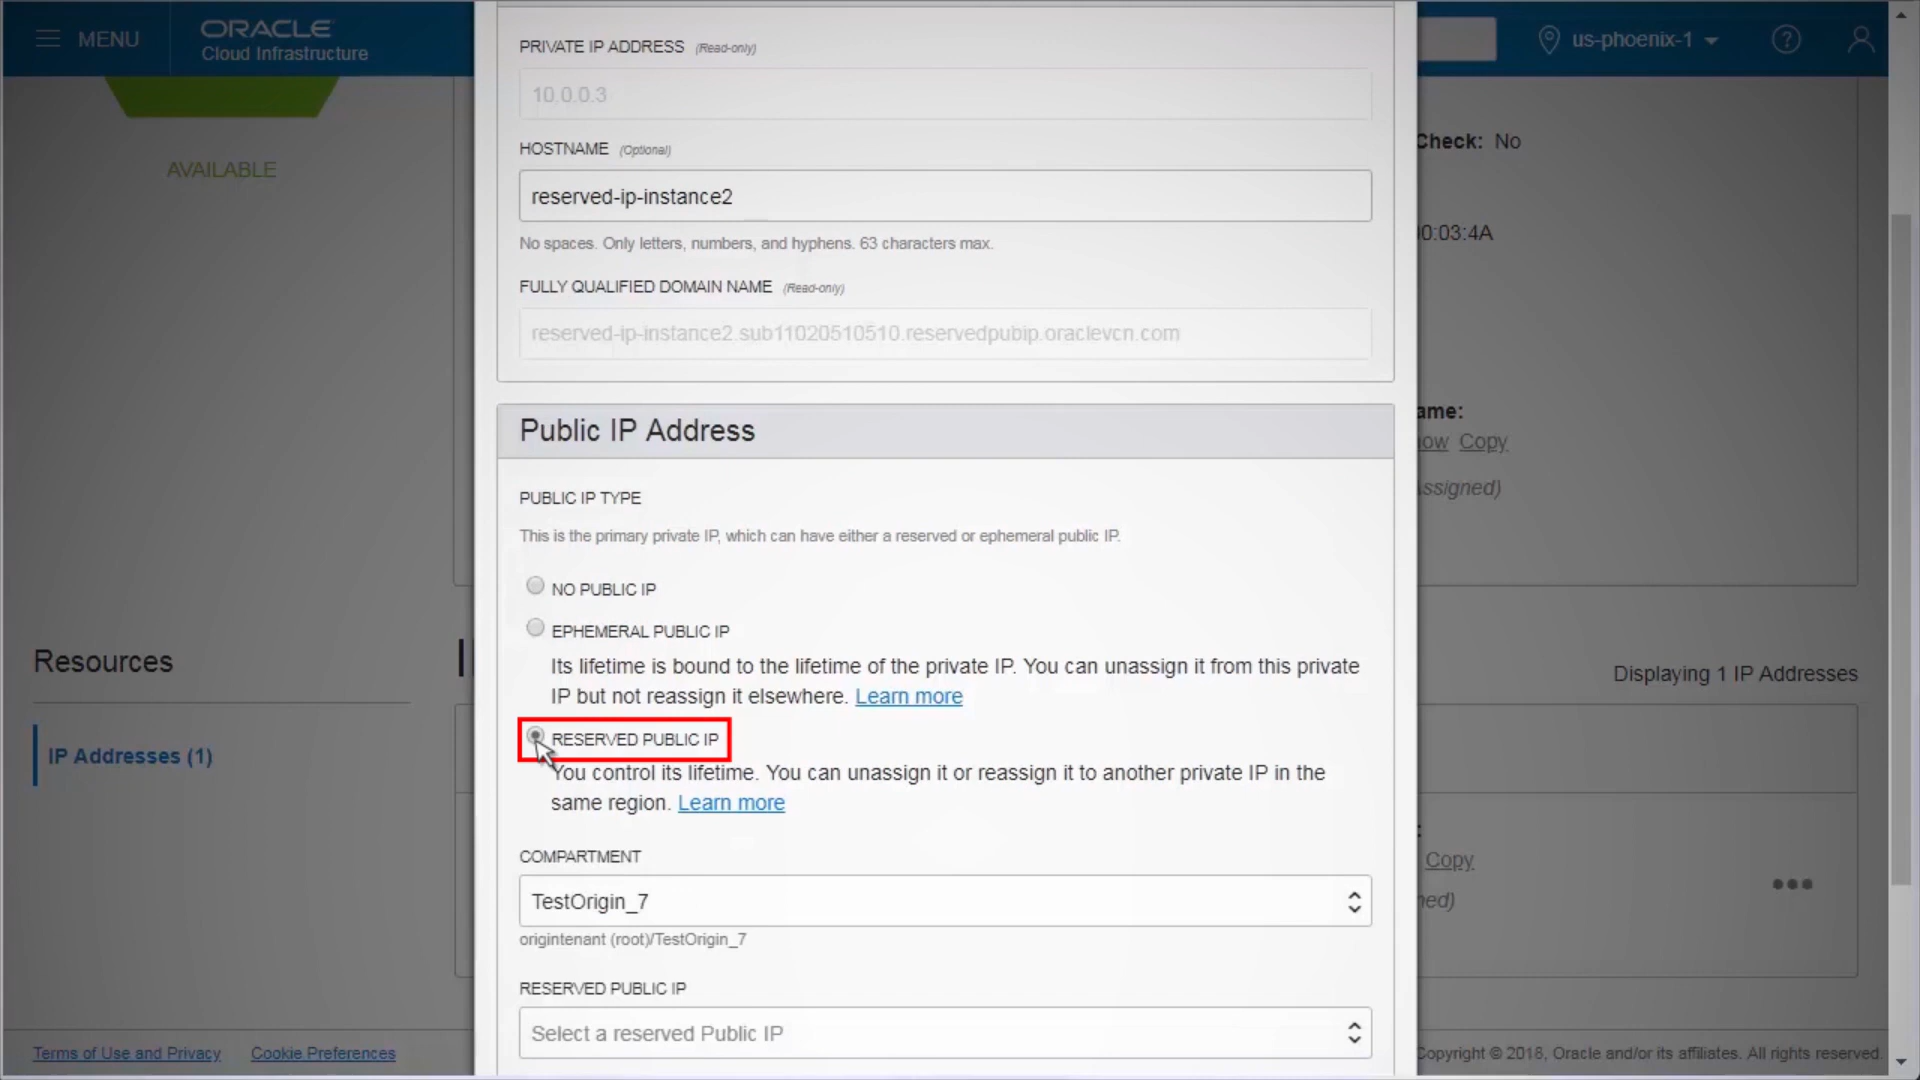 MENU
ORACLE
Cloud Infrastructure
us-phoenix-1
AVAILABLE
PRIVATE IP ADDRESS (Read-only)
10.0.0.3
HOSTNAME (Optional)
reserved-ip-instance2
No spaces. Only letters, numbers, and hyphens. 63 characters max.
FULLY QUALIFIED DOMAIN NAME (Read-only)
reserved-ip-instance2.sub11020510510.reservedpubip.oraclevcn.com
Check: No
0:03:4A
ame:
ow Copy
ssigned)
Public IP Address
PUBLIC IP TYPE
This is the primary private IP, which can have either a reserved or ephemeral public IP.
NO PUBLIC IP
EPHEMERAL PUBLIC IP
Its lifetime is bound to the lifetime of the private IP. You can unassign it from this private
IP but not reassign it elsewhere. Learn more
RESERVED PUBLIC IP
You control its lifetime. You can unassign it or reassign it to another private IP in the
same region. Learn more
COMPARTMENT
TestOrigin_7
origintenant (root)/TestOrigin_7
RESERVED PUBLIC IP
Select a reserved Public IP
Resources
IP Addresses (1)
Displaying 1 IP Addresses
Copy
ned)
Terms of Use and Privacy
Cookie Preferences
Copyright © 2018, Oracle and/or its affiliates. All rights reserved.